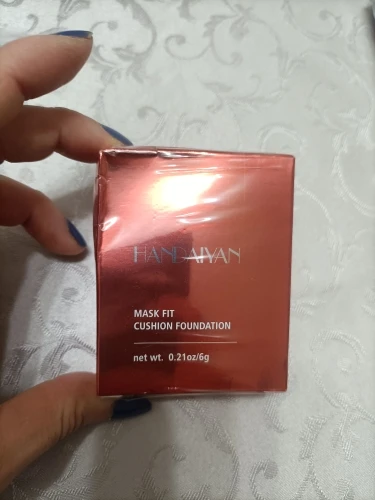 HANDAIYAN
MASK FIT
CUSHION FOUNDATION
net wt. 0.21oz/6g